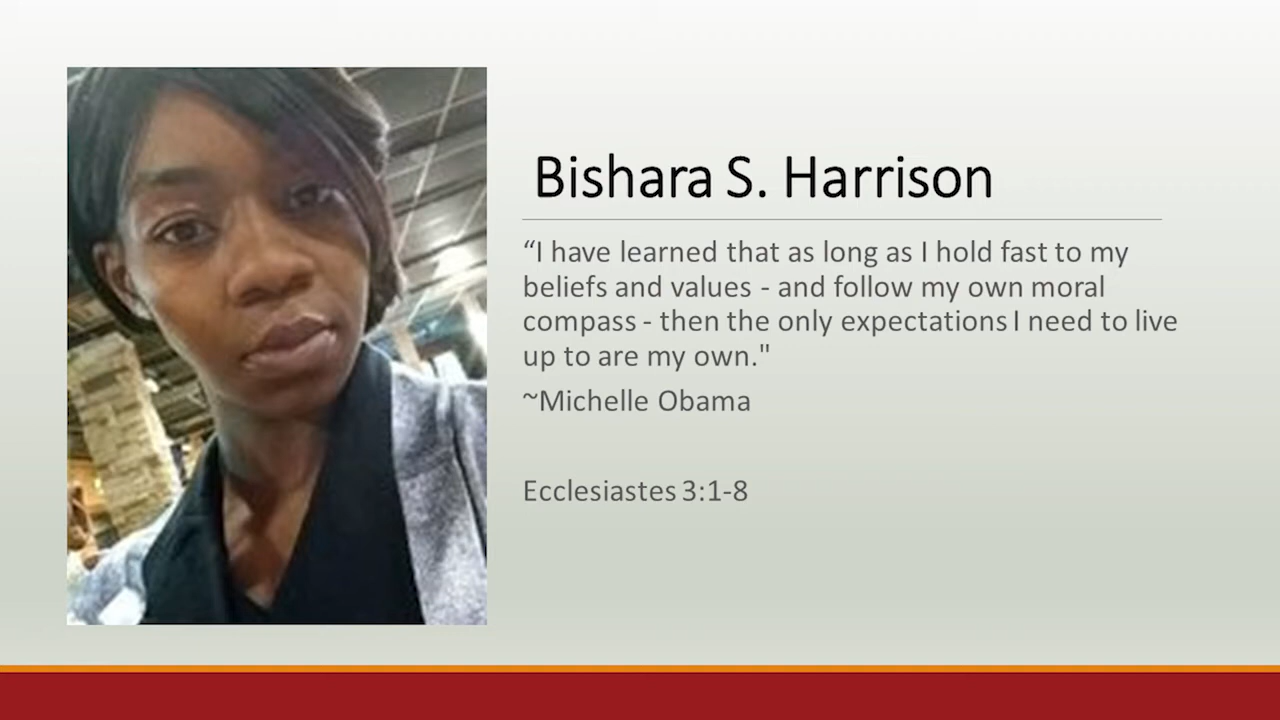 Bishara S. Harrison
“I have learned that as long as I hold fast to my
beliefs and values - and follow my own moral
compass - then the only expectations I need to live
up to are my own."
~Michelle Obama
Ecclesiastes 3:1-8